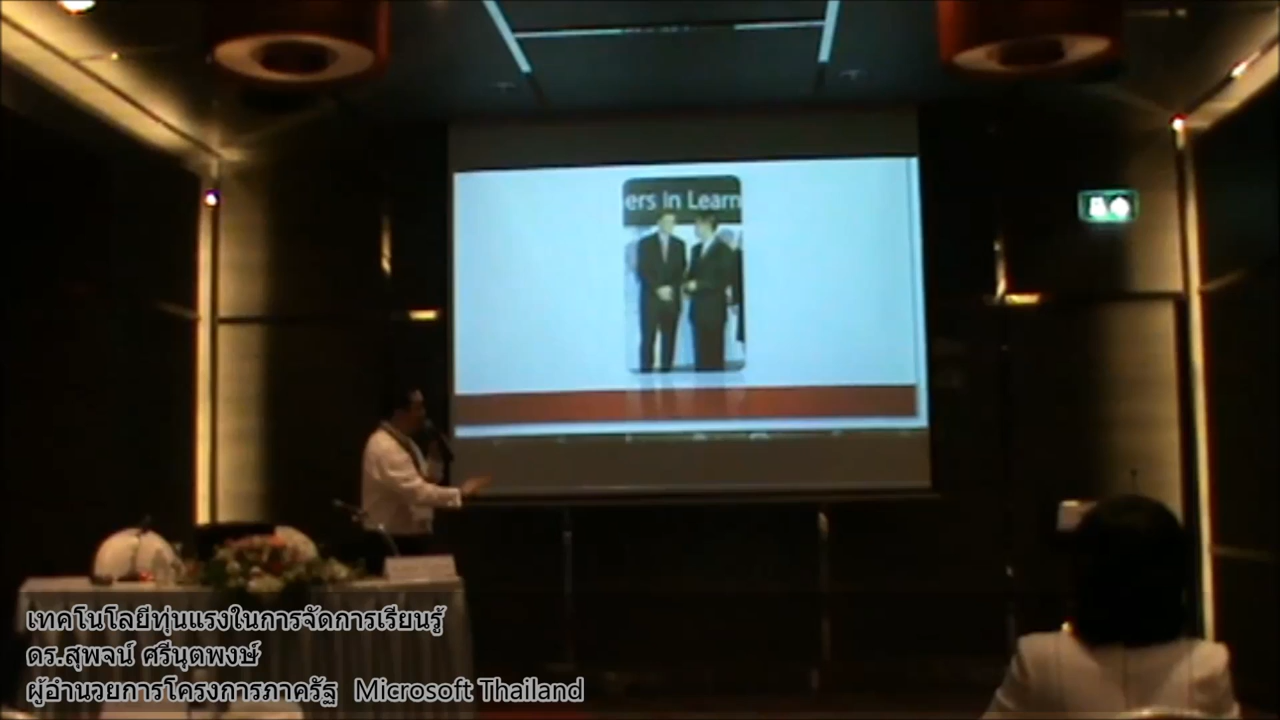 ers in Learn
เทคโนโลยีทุ่นแรงในการจัดการเรียนรู้
ดร.สุพจน์ ศรีนุตพงษ์
ผู้อำนวยการโครงการภาครัฐ Microsoft Thailand